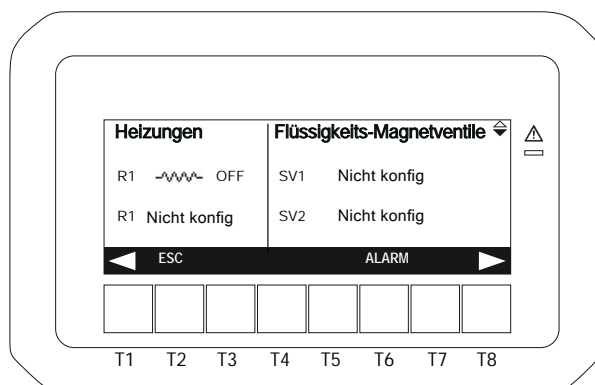 Heizungen
Flüssigkeits-Magnetventile
R1 OFF
SV1 Nicht konfig
R1 Nicht konfig
SV2 Nicht konfig
ESC ALARM
T1 T2 T3 T4 T5 T6 T7 T8